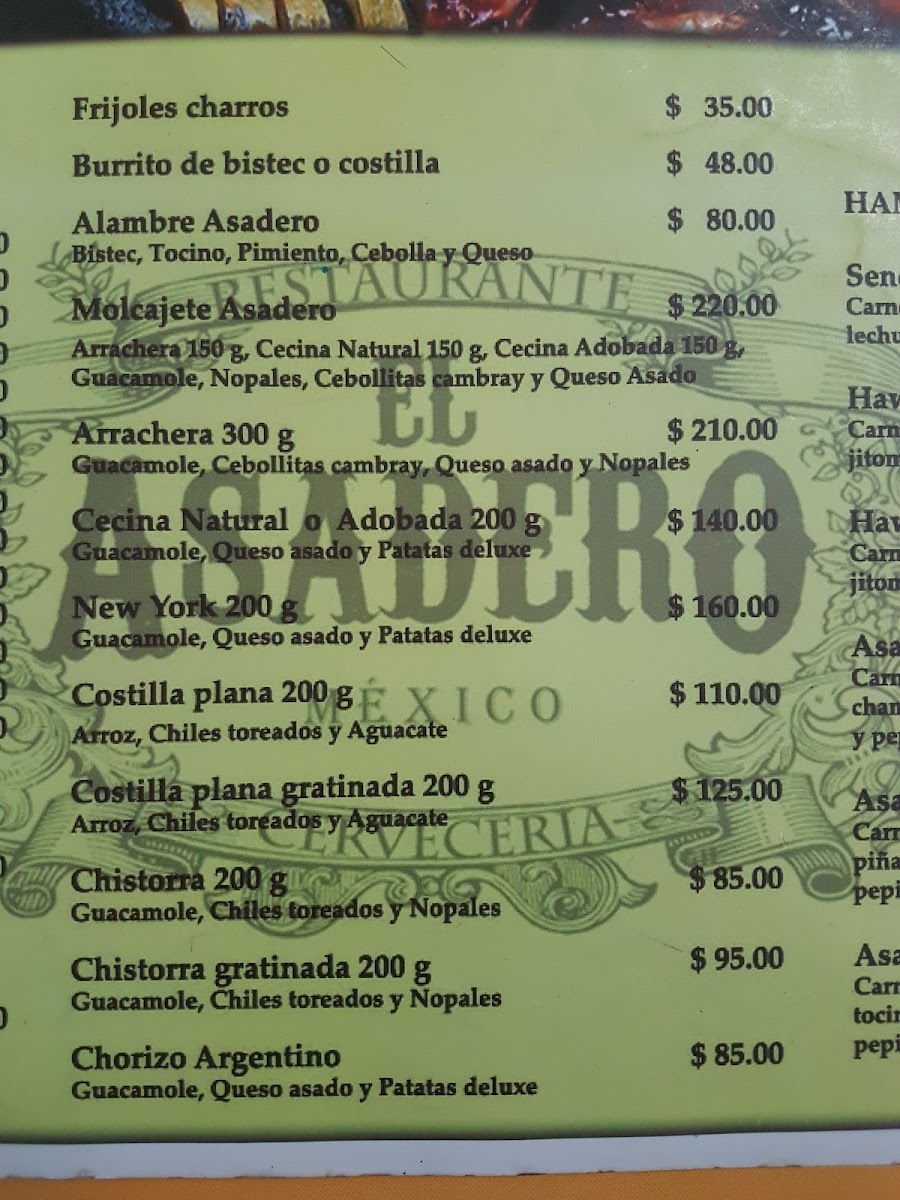 Frijoles charros $ 35.00
Burrito de bistec o costilla $ 48.00
Alambre Asadero $ 80.00
Bistec, Tocino, Pimiento, Cebolla y Queso
RESTAURANTE
Molcajete Asadero $ 220.00
Arrachera 150 g, Cecina Natural 150 g, Cecina Adobada 150 g,
Guacamole, Nopales, Cebollitas cambray y Queso Asado
EL
Arrachera 300 g $ 210.00
Guacamole, Cebollitas cambray, Queso asado y Nopales
ASADERO
Cecina Natural o Adobada 200 g $ 140.00
Guacamole, Queso asado y Patatas deluxe
New York 200 g $ 160.00
Guacamole, Queso asado y Patatas deluxe
MÉXICO
Costilla plana 200 g $ 110.00
Arroz, Chiles toreados y Aguacate
Costilla plana gratinada 200 g $ 125.00
Arroz, Chiles toreados y Aguacate
CERVECERIA
Chistorra 200 g $ 85.00
Guacamole, Chiles toreados y Nopales
Chistorra gratinada 200 g $ 95.00
Guacamole, Chiles toreados y Nopales
Chorizo Argentino $ 85.00
Guacamole, Queso asado y Patatas deluxe